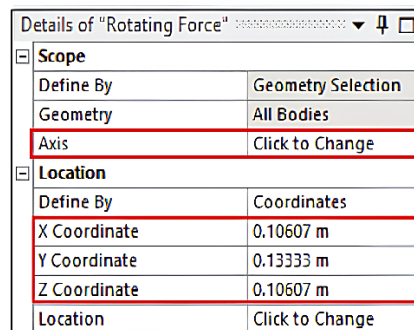 Details of "Rotating Force"
Scope
Define By Geometry Selection
Geometry All Bodies
Axis Click to Change
Location
Define By Coordinates
X Coordinate 0.10607 m
Y Coordinate 0.13333 m
Z Coordinate 0.10607 m
Location Click to Change